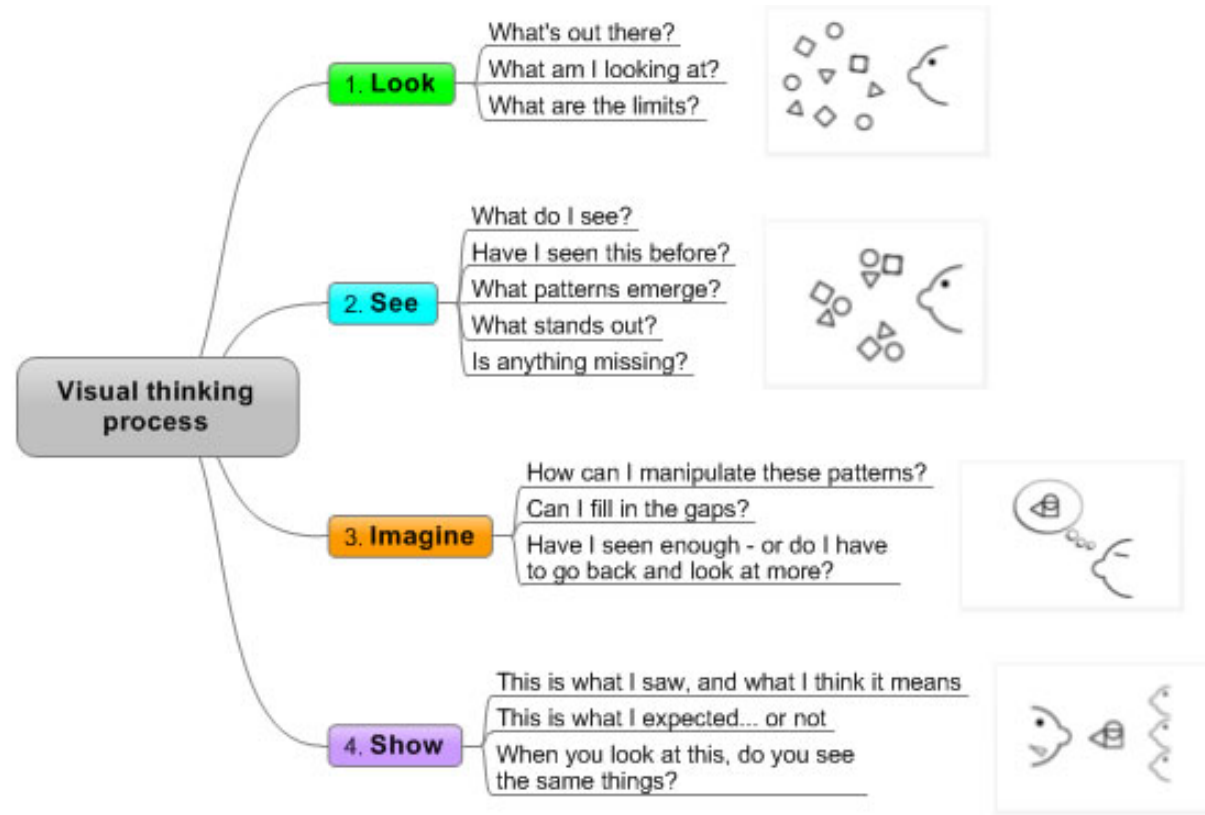 Visual thinking
process
1. Look
What's out there?
What am I looking at?
What are the limits?
2. See
What do I see?
Have I seen this before?
What patterns emerge?
What stands out?
Is anything missing?
3. Imagine
How can I manipulate these patterns?
Can I fill in the gaps?
Have I seen enough - or do I have
to go back and look at more?
4. Show
This is what I saw, and what I think it means
This is what I expected... or not
When you look at this, do you see
the same things?